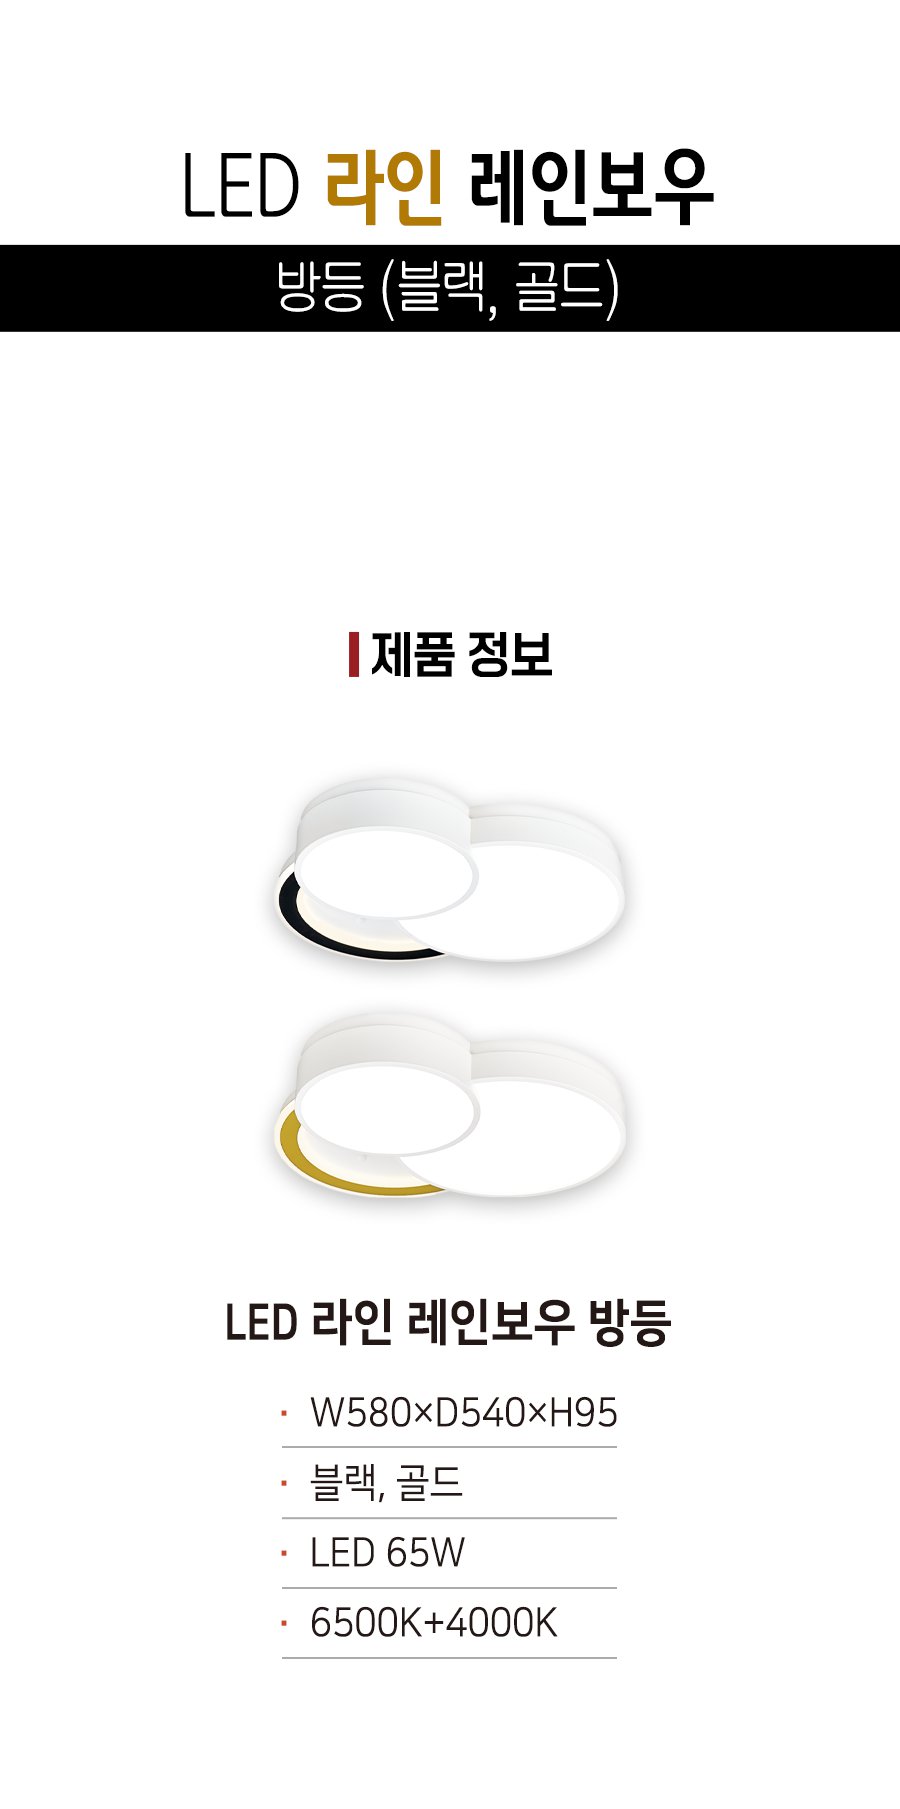 LED 라인 레인보우
방등 (블랙, 골드)
제품 정보
LED 라인 레인보우 방등
· W580×D540×H95
· 블랙, 골드
· LED 65W
· 6500K+4000K